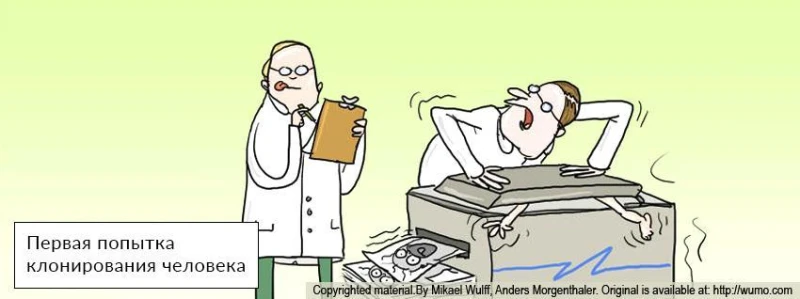 Первая попытка
клонирования человека
Copyrighted material.By Mikael Wulff, Anders Morgenthaler. Original is available at: http://wumo.com